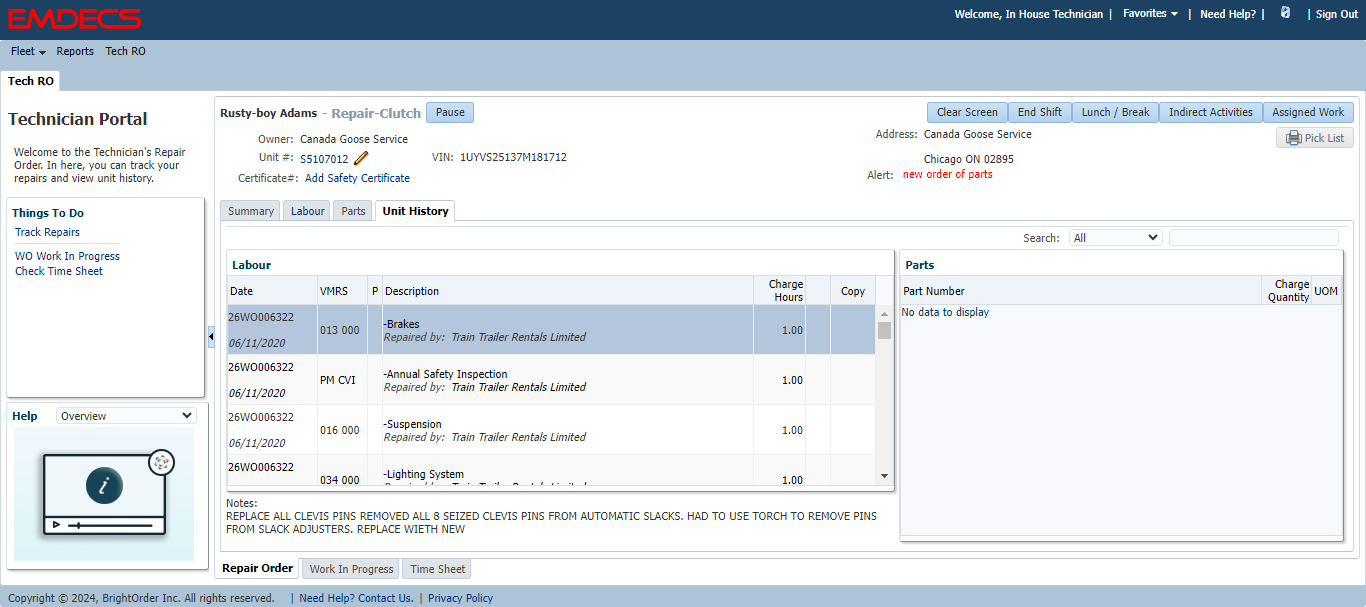 EMDECS
Welcome, In House Technician | Favorites | Need Help? | | Sign Out
Fleet Reports Tech RO
Tech RO
Technician Portal
Welcome to the Technician's Repair
Order. In here, you can track your
repairs and view unit history.
Things To Do
Track Repairs
WO Work In Progress
Check Time Sheet
Help Overview
i
Rusty-boy Adams - Repair-Clutch Pause
Clear Screen End Shift Lunch / Break Indirect Activities Assigned Work
Owner: Canada Goose Service
Address: Canada Goose Service
Pick List
Unit #: S5107012 VIN: 1UYVS25137M181712
Chicago ON 02895
Certificate#: Add Safety Certificate
Alert: new order of parts
Summary Labour Parts Unit History
Search: All
Labour
Date VMRS P Description Charge Hours Copy
26WO006322
06/11/2020
013 000
-Brakes
Repaired by: Train Trailer Rentals Limited
1.00
26WO006322
06/11/2020
PM CVI
-Annual Safety Inspection
Repaired by: Train Trailer Rentals Limited
1.00
26WO006322
06/11/2020
016 000
-Suspension
Repaired by: Train Trailer Rentals Limited
1.00
26WO006322
034 000
-Lighting System
1.00
Parts
Part Number Charge Quantity UOM
No data to display
Notes:
REPLACE ALL CLEVIS PINS REMOVED ALL 8 SEIZED CLEVIS PINS FROM AUTOMATIC SLACKS. HAD TO USE TORCH TO REMOVE PINS
FROM SLACK ADJUSTERS. REPLACE WIETH NEW
Repair Order Work In Progress Time Sheet
Copyright © 2024, BrightOrder Inc. All rights reserved. | Need Help? Contact Us. | Privacy Policy